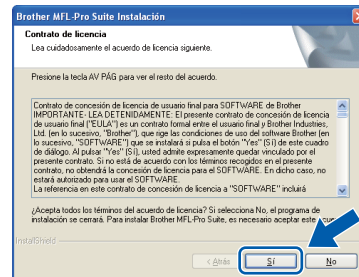 Brother MFL-Pro Suite Instalación
Contrato de licencia
Lea cuidadosamente el acuerdo de licencia siguiente.
Presione la tecla AV PÁG para ver el resto del acuerdo.
Contrato de concesión de licencia de usuario final para SOFTWARE de Brother
IMPORTANTE- LEA DETENIDAMENTE: El presente contrato de concesión de licencia
de usuario final ("EULA") es un contrato formal entre el usuario final y Brother Industries,
Ltd. (en lo sucesivo, "Brother"), que rige las condiciones de uso del software Brother (en
lo sucesivo, "SOFTWARE") que se instalará si pulsa el botón "Yes" (Sí) de este cuadro
de diálogo. Al pulsar "Yes" (Sí), usted admite expresamente quedar vinculado por el
presente contrato. Si no está de acuerdo con los términos recogidos en el presente
contrato, no obtendrá la concesión de licencia para el SOFTWARE. En dicho caso, no
estará autorizado para usar el SOFTWARE.
La referencia en este contrato de concesión de licencia a "SOFTWARE" incluirá
¿Acepta todos los términos del acuerdo de licencia? Si selecciona No, el programa de
instalación se cerrará. Para instalar Brother MFL-Pro Suite, es necesario aceptar este
InstallShield
< Atrás
Sí
No